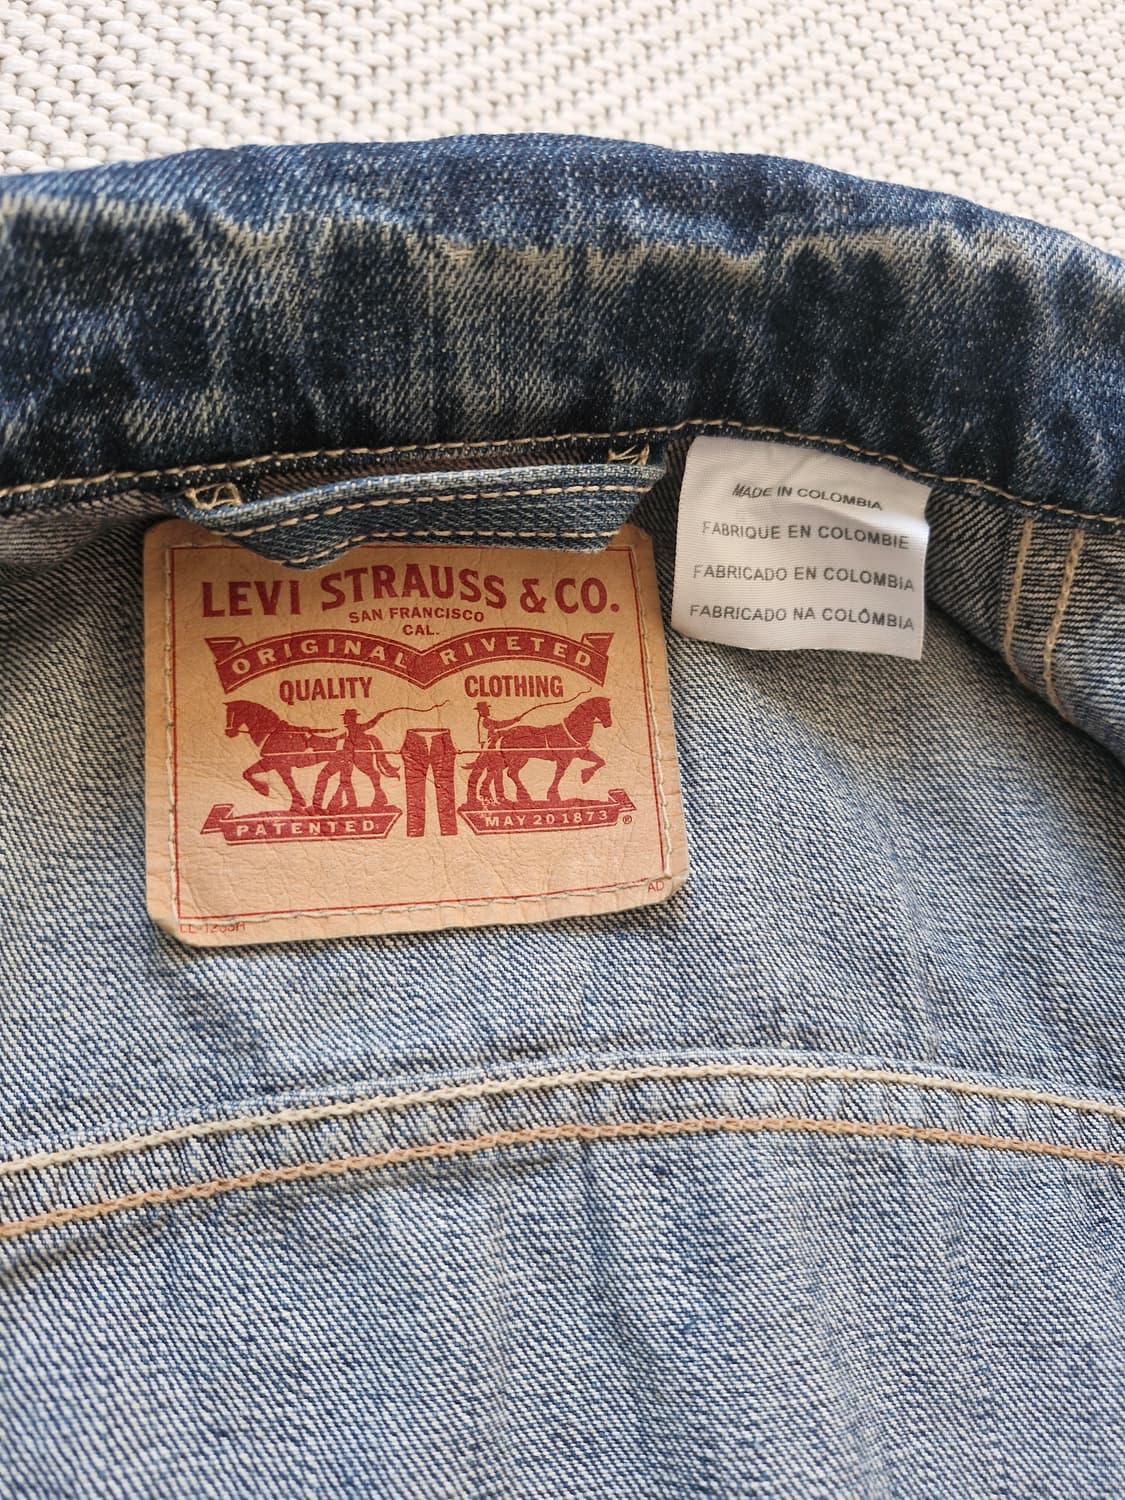 LEVI STRAUSS & CO.
SAN FRANCISCO
CAL.
ORIGINAL RIVETED
QUALITY CLOTHING
PATENTED MAY 20 1873 ®
AD
MADE IN COLOMBIA
FABRIQUE EN COLOMBIE
FABRICADO EN COLOMBIA
FABRICADO NA COLÔMBIA